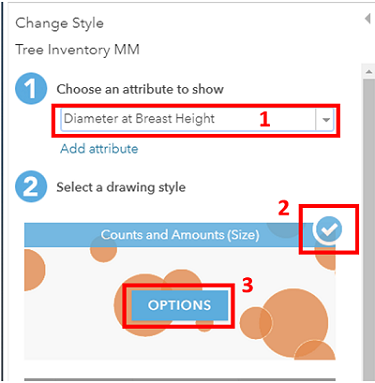 Change Style
Tree Inventory MM
1 Choose an attribute to show
Diameter at Breast Height 1
Add attribute
2 Select a drawing style
2
Counts and Amounts (Size)
3
OPTIONS